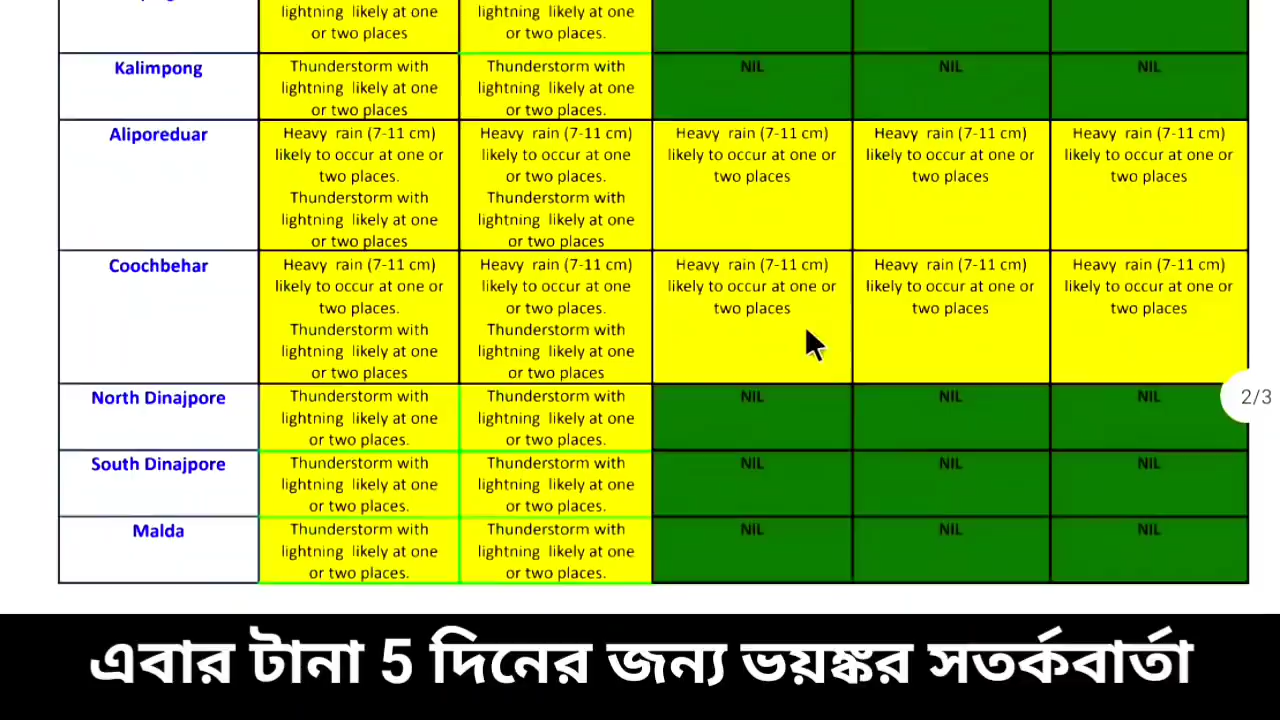 lightning likely at one
or two places
lightning likely at one
or two places.
Kalimpong
Thunderstorm with
lightning likely at one
or two places
Thunderstorm with
lightning likely at one
or two places.
NIL
NIL
NIL
Aliporeduar
Heavy rain (7-11 cm)
likely to occur at one or
two places.
Thunderstorm with
lightning likely at one
or two places
Heavy rain (7-11 cm)
likely to occur at one
or two places.
Thunderstorm with
lightning likely at one
or two places
Heavy rain (7-11 cm)
likely to occur at one or
two places
Heavy rain (7-11 cm)
likely to occur at one or
two places
Heavy rain (7-11 cm)
likely to occur at one or
two places
Coochbehar
Heavy rain (7-11 cm)
likely to occur at one or
two places.
Thunderstorm with
lightning likely at one
or two places
Heavy rain (7-11 cm)
likely to occur at one
or two places.
Thunderstorm with
lightning likely at one
or two places
Heavy rain (7-11 cm)
likely to occur at one or
two places
Heavy rain (7-11 cm)
likely to occur at one or
two places
Heavy rain (7-11 cm)
likely to occur at one or
two places
North Dinajpore
Thunderstorm with
lightning likely at one
or two places.
Thunderstorm with
lightning likely at one
or two places.
NIL
NIL
NIL
2/3
South Dinajpore
Thunderstorm with
lightning likely at one
or two places.
Thunderstorm with
lightning likely at one
or two places.
NIL
NIL
NIL
Malda
Thunderstorm with
lightning likely at one
or two places.
Thunderstorm with
lightning likely at one
or two places.
NIL
NIL
NIL
এবার টানা 5 দিনের জন্য ভয়ঙ্কর সতর্কবার্তা